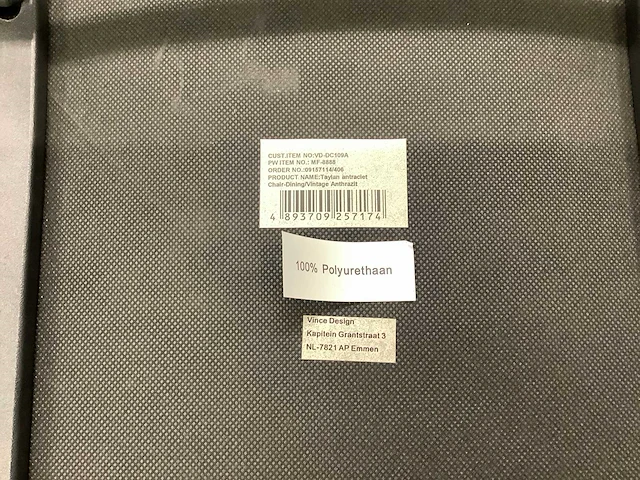 CUST.ITEM NO:VD-DC109A
PW ITEM NO.: MF-8888
ORDER NO.:09157114/406
PRODUCT NAME:Taylan antraciet
Chair-Dining/Vintage Anthrazit
4 893709 257174
100% Polyurethaan
Vince Design
Kapitein Grantstraat 3
NL-7821 AP Emmen